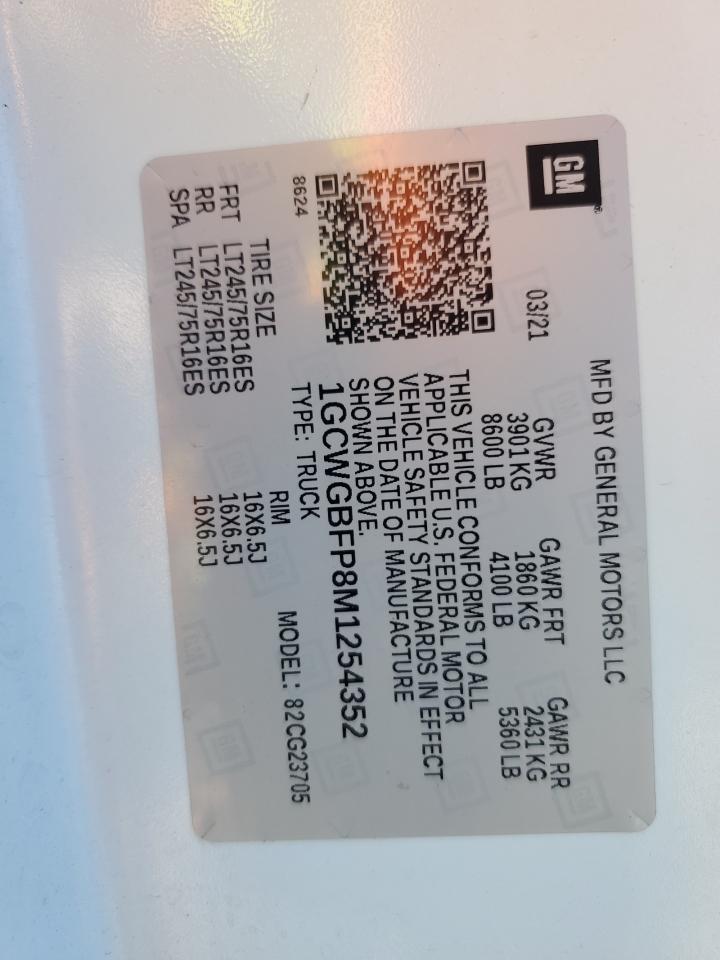 GM
MFD BY GENERAL MOTORS LLC
03/21
GVWR GAWR FRT GAWR RR
3901 KG 1860 KG 2431 KG
8600 LB 4100 LB 5360 LB
THIS VEHICLE CONFORMS TO ALL
APPLICABLE U.S. FEDERAL MOTOR
VEHICLE SAFETY STANDARDS IN EFFECT
ON THE DATE OF MANUFACTURE
SHOWN ABOVE.
1GCWGBFP8M1254352
8624
TYPE: TRUCK MODEL: 82CG23705
TIRE SIZE RIM
FRT LT245/75R16ES 16X6.5J
RR LT245/75R16ES 16X6.5J
SPA LT245/75R16ES 16X6.5J